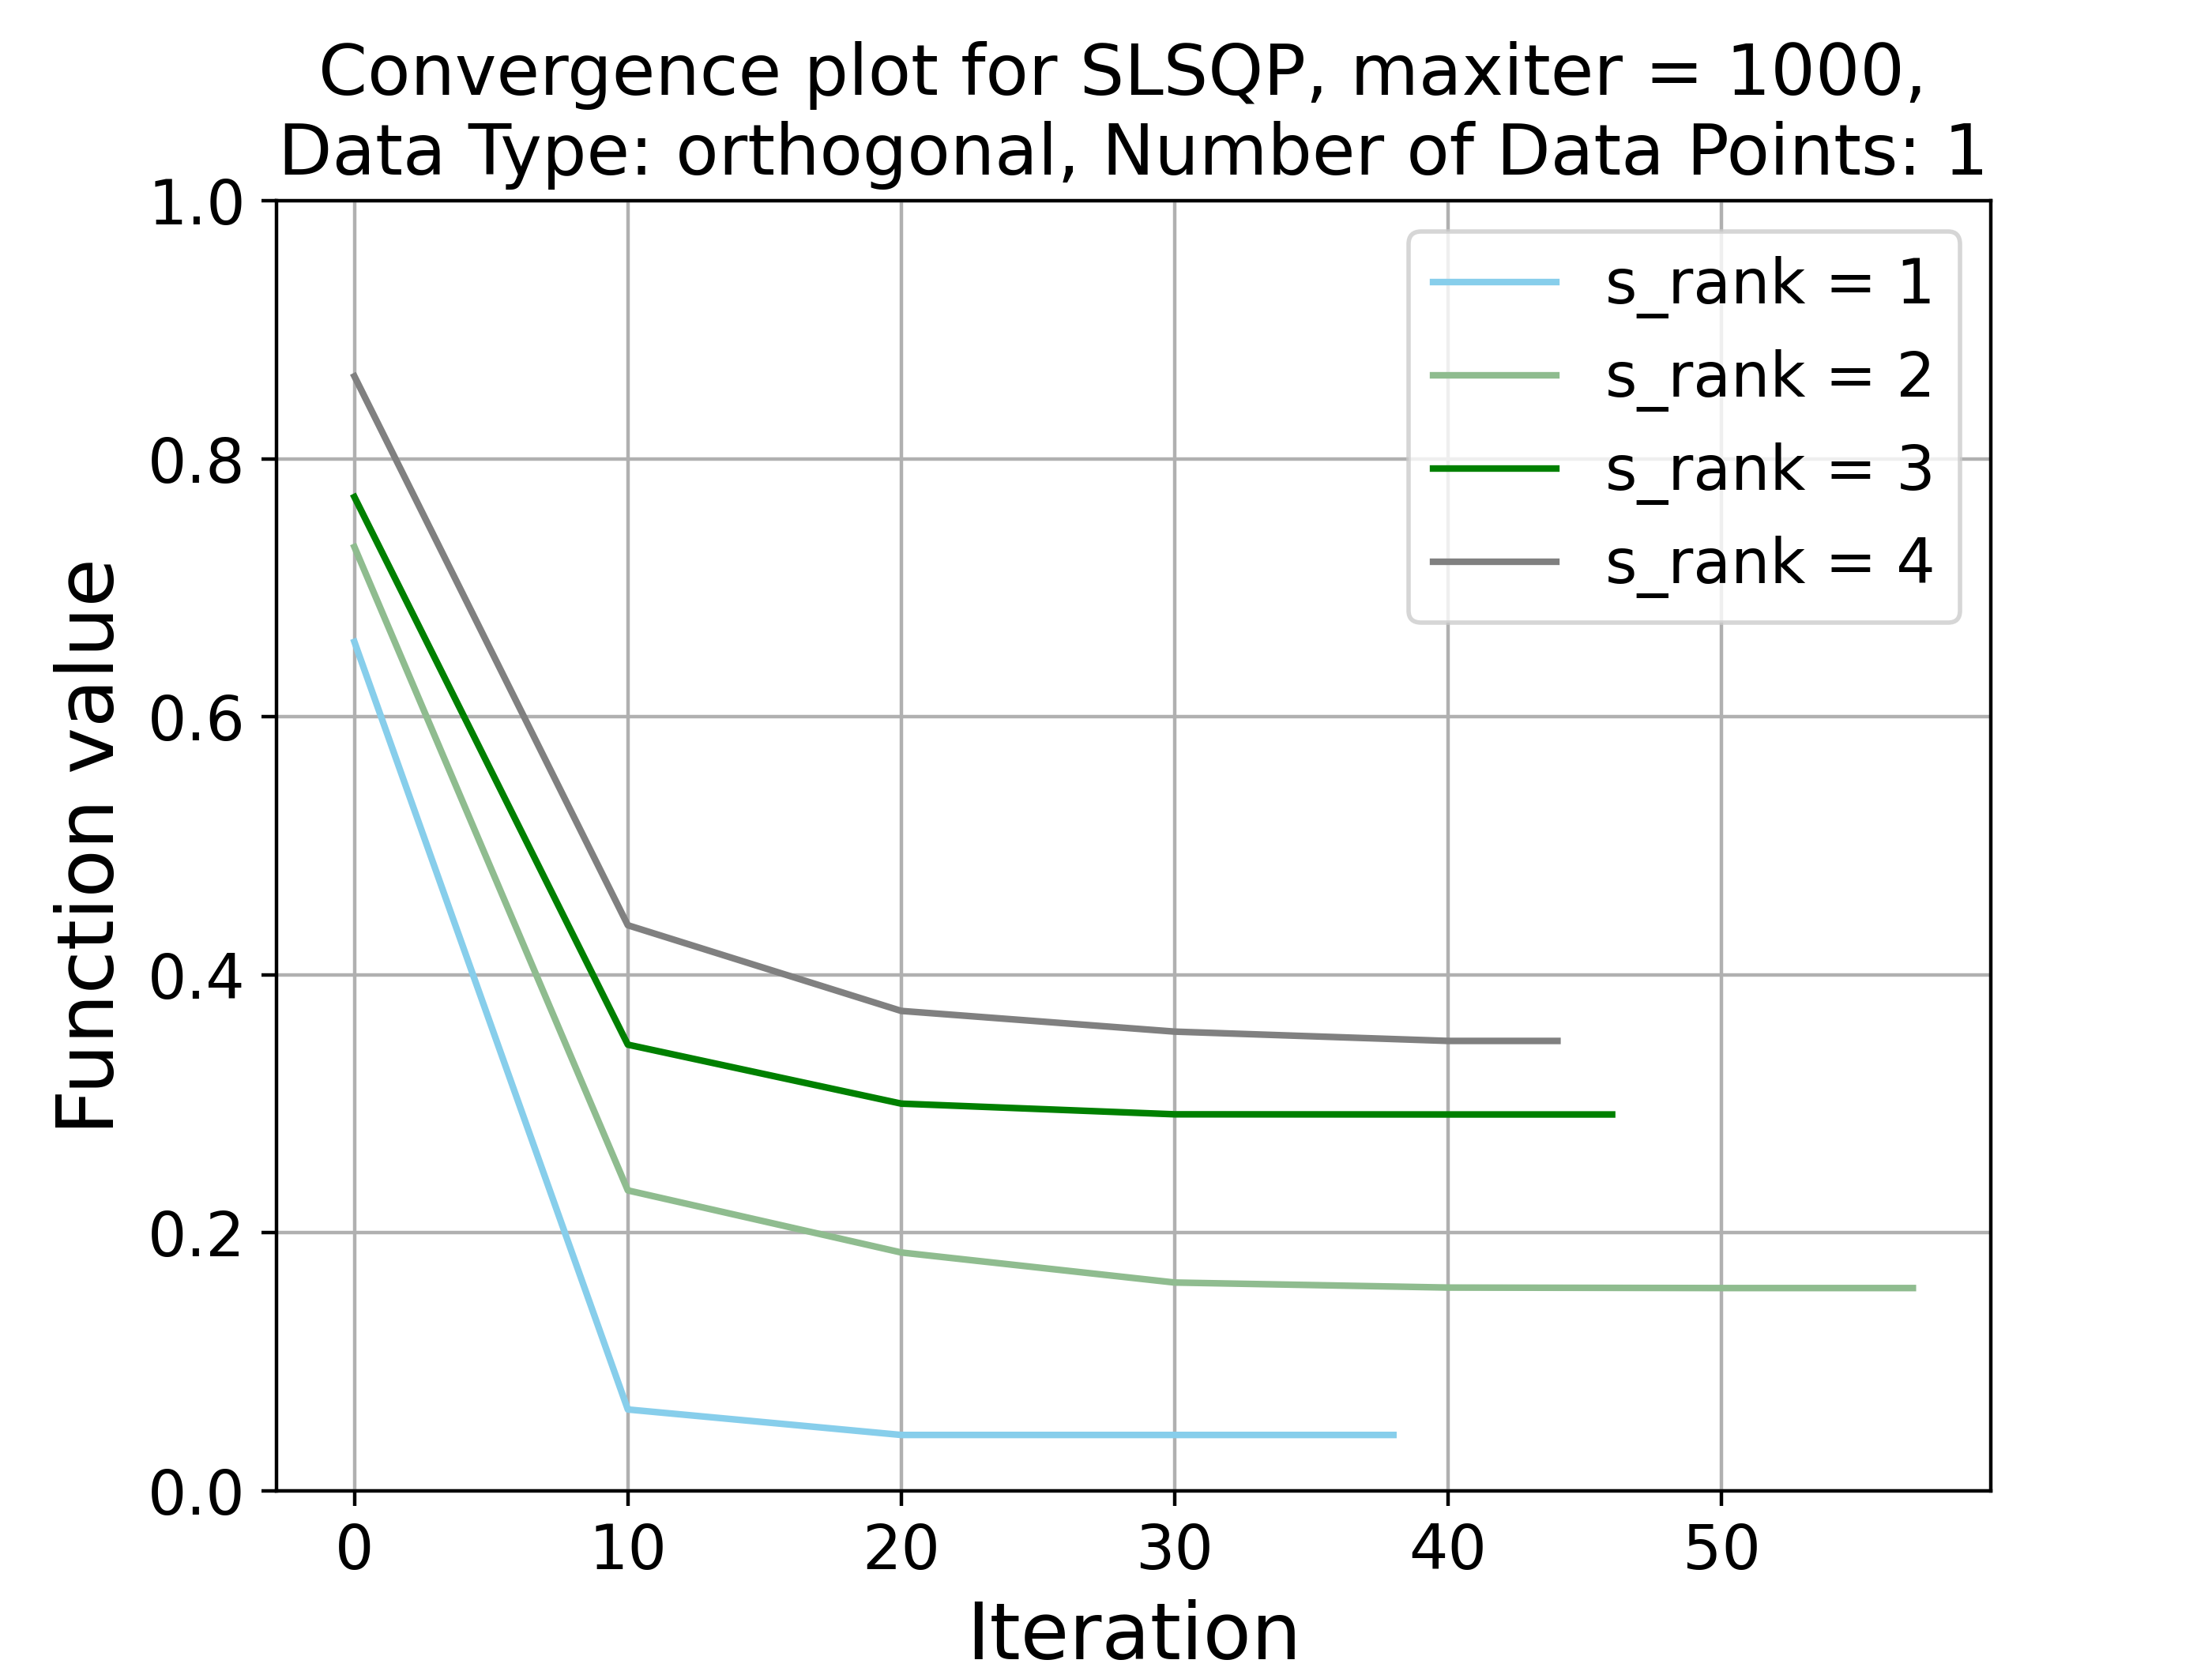 Convergence plot for SLSQP, maxiter = 1000,
Data Type: orthogonal, Number of Data Points: 1
1.0
0.8
0.6
0.4
0.2
0.0
Function value
s_rank = 1
s_rank = 2
s_rank = 3
s_rank = 4
0 10 20 30 40 50
Iteration